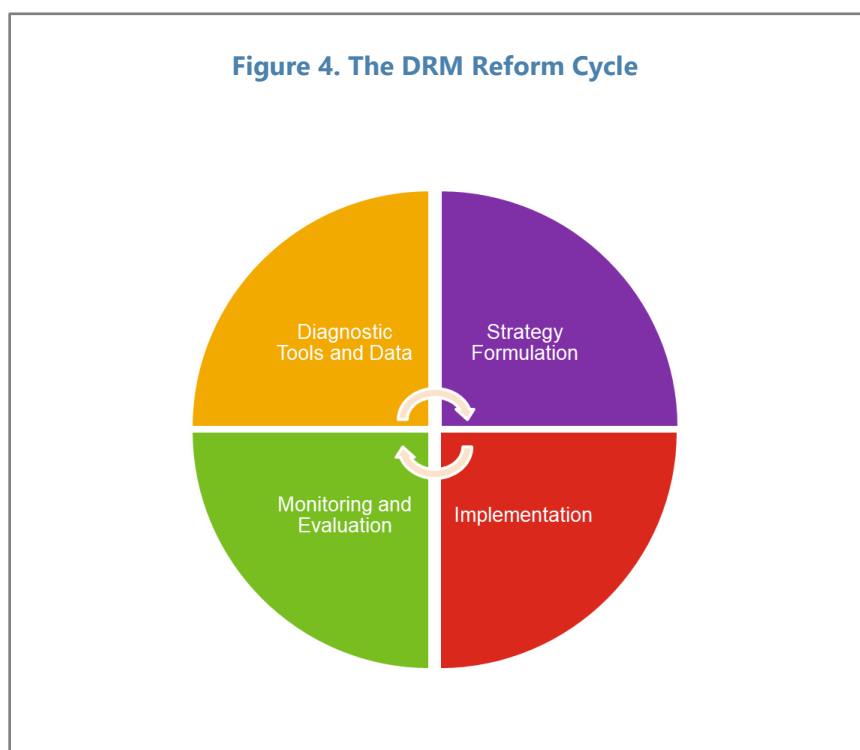 Figure 4. The DRM Reform Cycle
Diagnostic
Tools and Data
Strategy
Formulation
Monitoring and
Evaluation
Implementation